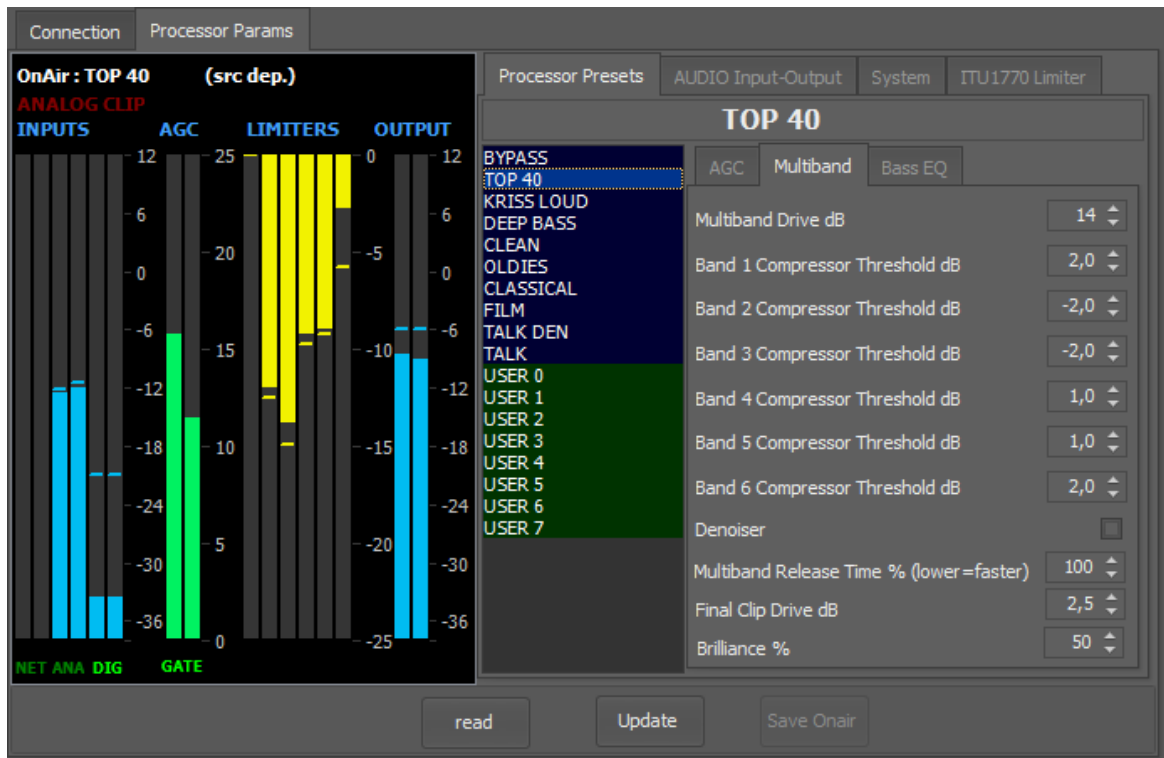 Connection Processor Params
OnAir : TOP 40 (src dep.)
ANALOG CLIP
INPUTS AGC LIMITERS OUTPUT
12 25 0 12
6 20 -5 6
0 15 -10 0
-6 10 -15 -6
-12 5 -20 -12
-18 0 -25 -18
-24 -24
-30 -30
-36 -36
NET ANA DIG GATE
Processor Presets AUDIO Input-Output System ITU1770 Limiter
TOP 40
BYPASS
TOP 40
KRISS LOUD
DEEP BASS
CLEAN
OLDIES
CLASSICAL
FILM
TALK DEN
TALK
USER 0
USER 1
USER 2
USER 3
USER 4
USER 5
USER 6
USER 7
AGC Multiband Bass EQ
Multiband Drive dB 14
Band 1 Compressor Threshold dB 2,0
Band 2 Compressor Threshold dB -2,0
Band 3 Compressor Threshold dB -2,0
Band 4 Compressor Threshold dB 1,0
Band 5 Compressor Threshold dB 1,0
Band 6 Compressor Threshold dB 2,0
Denoiser
Multiband Release Time % (lower=faster) 100
Final Clip Drive dB 2,5
Brilliance % 50
read Update Save Onair